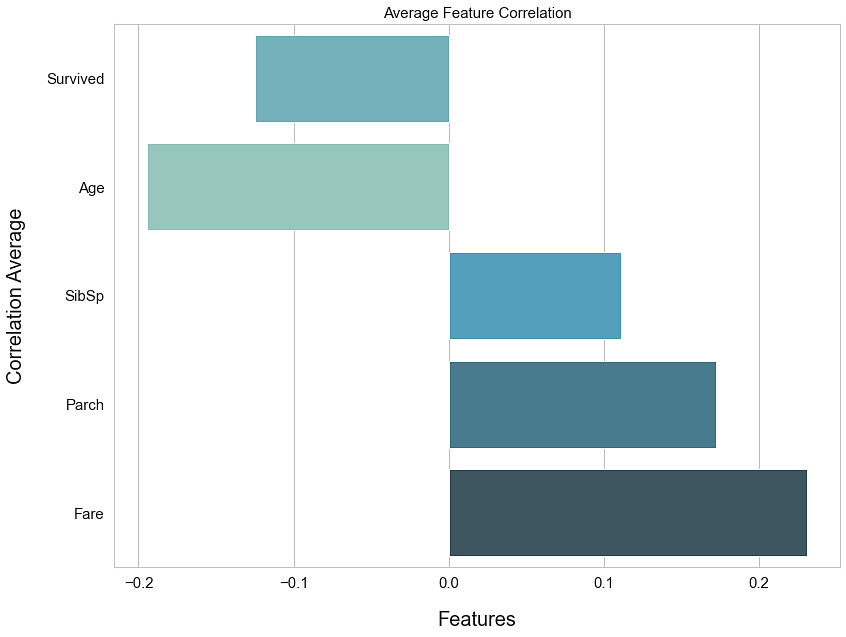 Average Feature Correlation
Correlation Average
Survived
Age
SibSp
Parch
Fare
−0.2
−0.1
0.0
0.1
0.2
Features